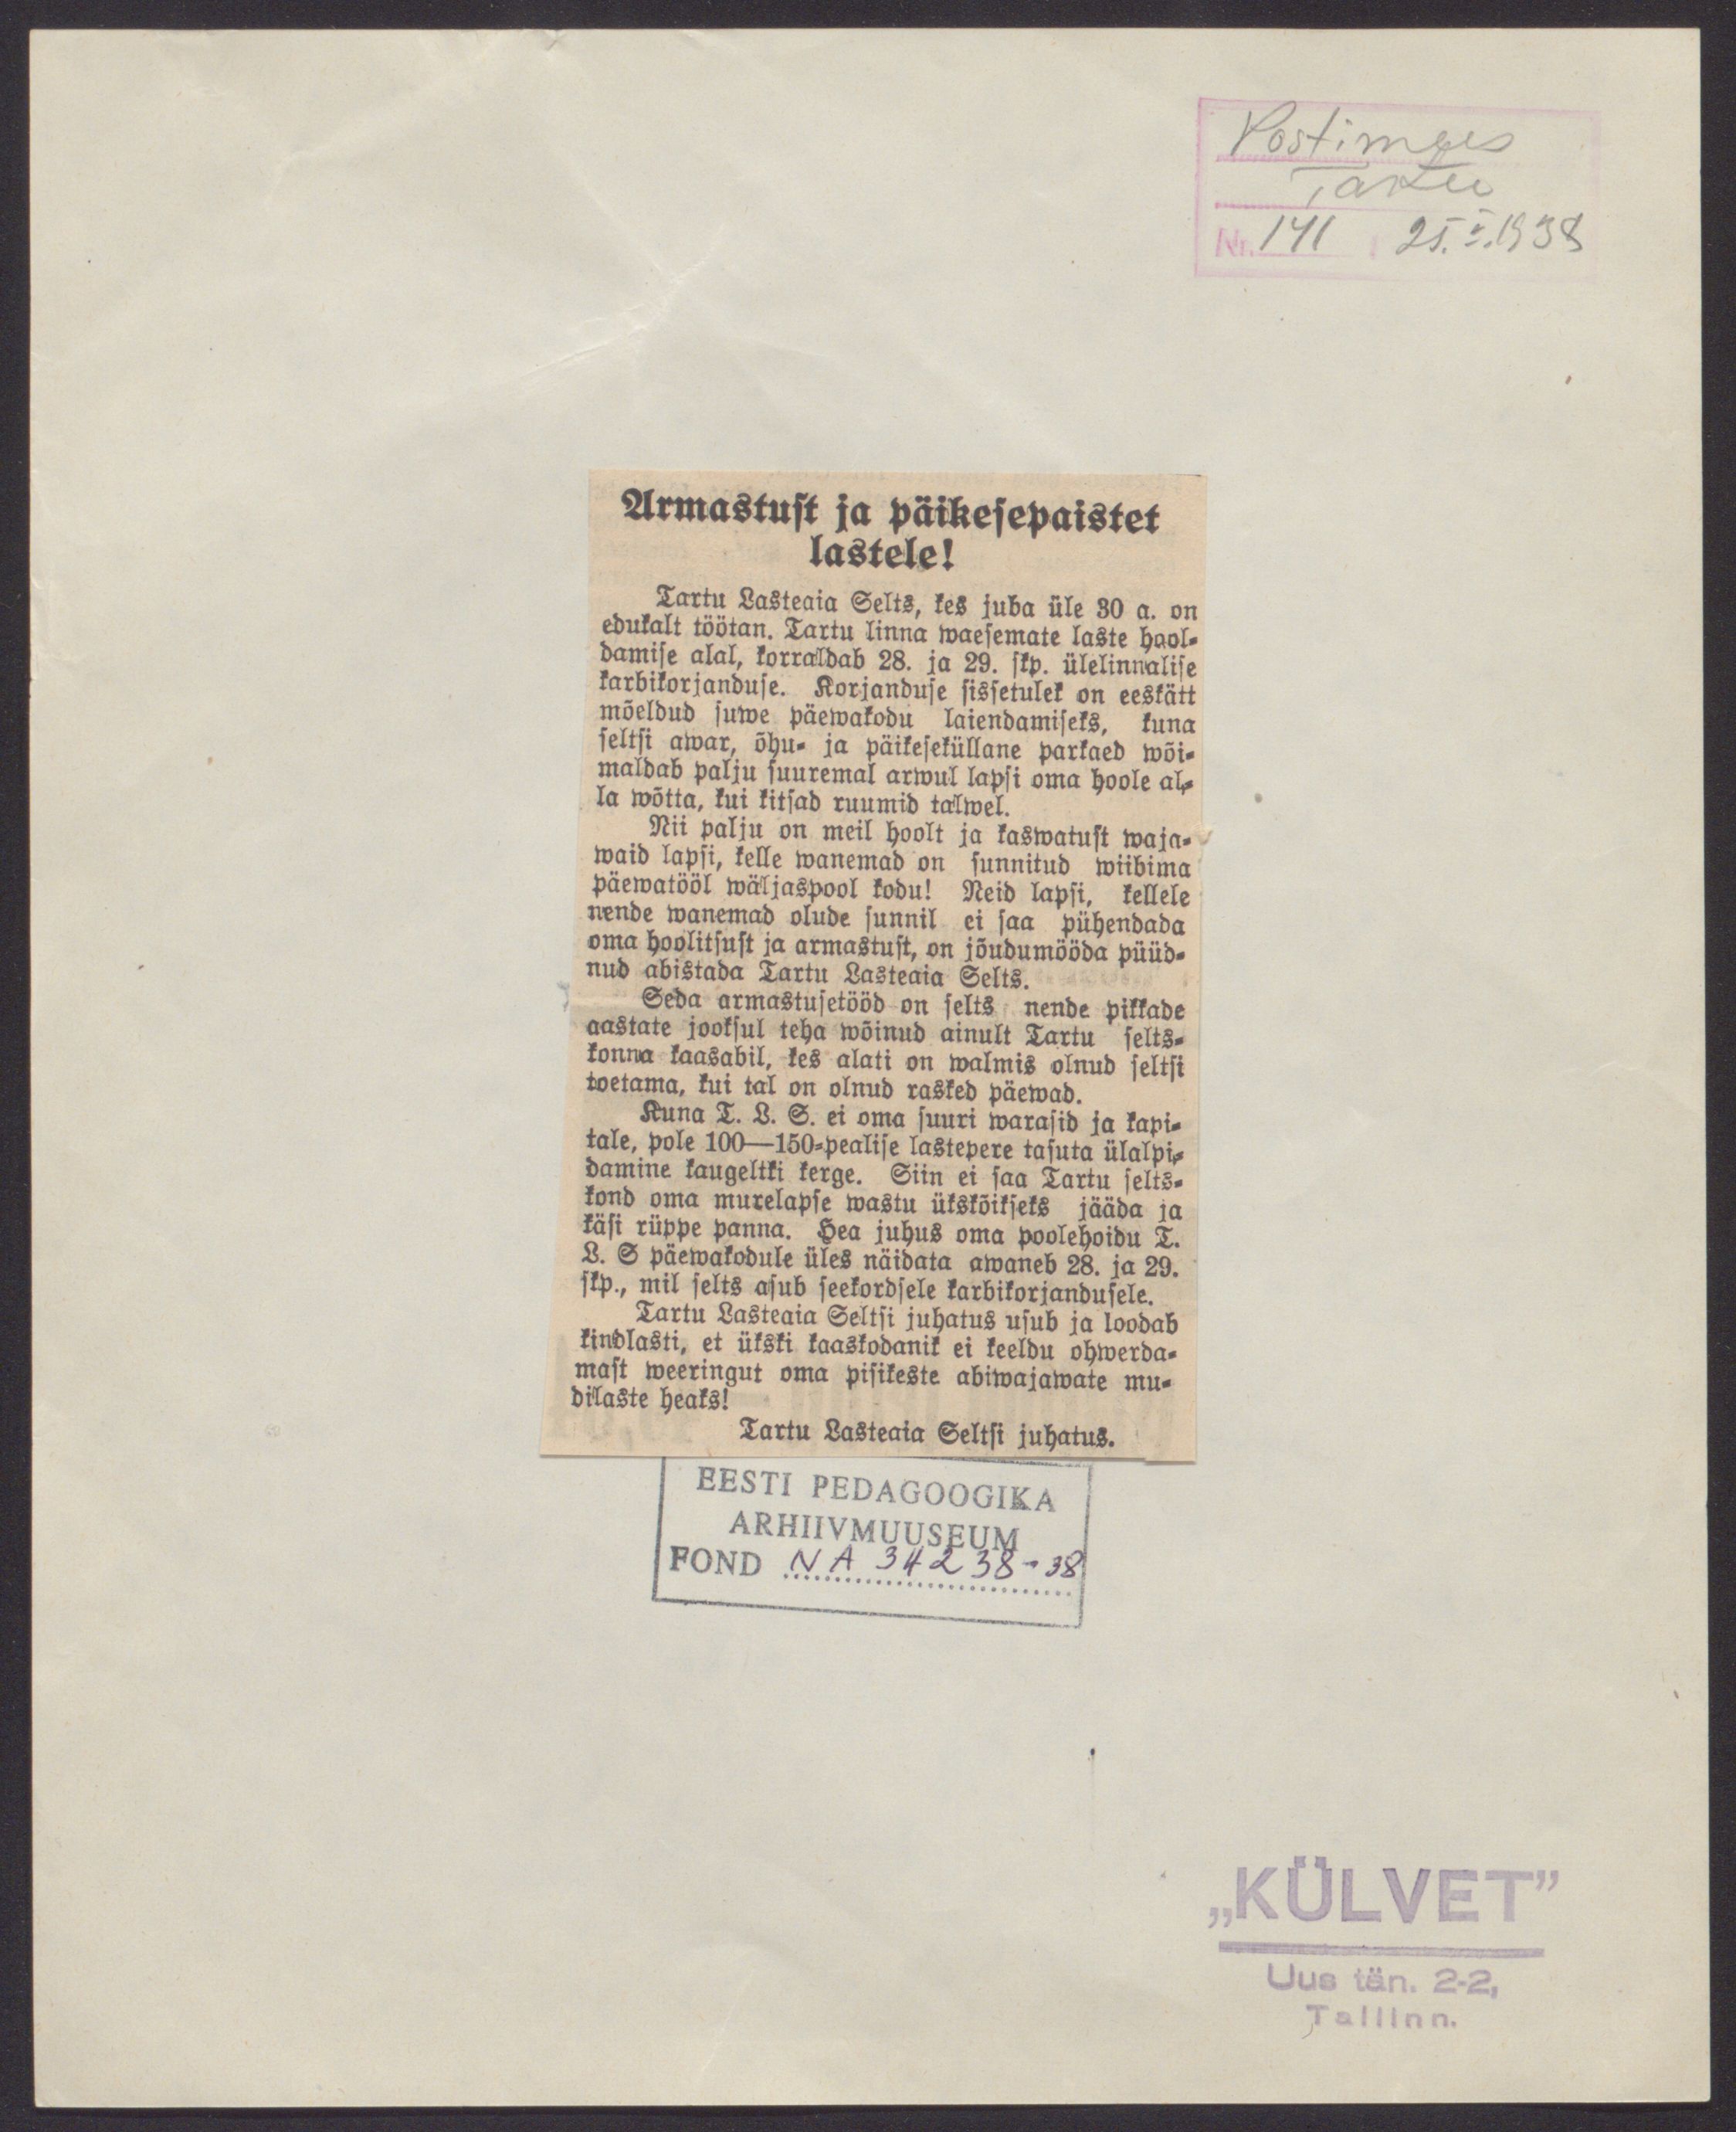 Postimees
Tartu
Nr. 141 25.V.1938
Armastust ja päikesepaistet
lastele!
Tartu Lasteaia Selts, kes juba üle 30 a. on
edukalt töötan. Tartu linna waesemate laste hool-
damise alal, korraldab 28. ja 29. skp. ülelinnalise
karbikorjanduse. Korjanduse sissetulek on eeskätt
mõeldud suwe päewakodu laiendamiseks, kuna
seltsi awar, õhu- ja päikeseküllane parkaed wõi-
maldab palju suuremal arwul lapsi oma hoole al-
la wõtta, kui kitsad ruumid talwel.
Nii palju on meil hoolt ja kaswatust waja-
waid lapsi, kelle wanemad on sunnitud wiibima
päewatööl wäljaspool kodu! Neid lapsi, kellele
nende wanemad olude sunnil ei saa pühendada
oma hoolitsust ja armastust, on jõudumööda püüd-
nud abistada Tartu Lasteaia Selts.
Seda armastusetööd on selts nende pikkade
aastate jooksul teha wõinud ainult Tartu selts-
konna kaasabil, kes alati on walmis olnud seltsi
toetama, kui tal on olnud rasked päewad.
Kuna T. L. S. ei oma suuri warasid ja kapi-
tale, pole 100—150-pealise lastepere tasuta ülalpi-
damine kaugeltki kerge. Siin ei saa Tartu selts-
kond oma murelapse wastu ükskõikseks jääda ja
käsi rüppe panna. Hea juhus oma poolehoidu T.
L. S päewakodule üles näidata awaneb 28. ja 29.
skp., mil selts asub seekordsele karbikorjandusele.
Tartu Lasteaia Seltsi juhatus usub ja loodab
kindlasti, et ükski kaaskodanik ei keeldu ohwerda-
mast weeringut oma pisikeste abiwajawate mu-
dilaste heaks!
Tartu Lasteaia Seltsi juhatus.
EESTI PEDAGOOGIKA
ARHIIVMUUSEUM
FOND NA 34238-38
„KÜLVET”
Uus tän. 2-2,
Tallinn.